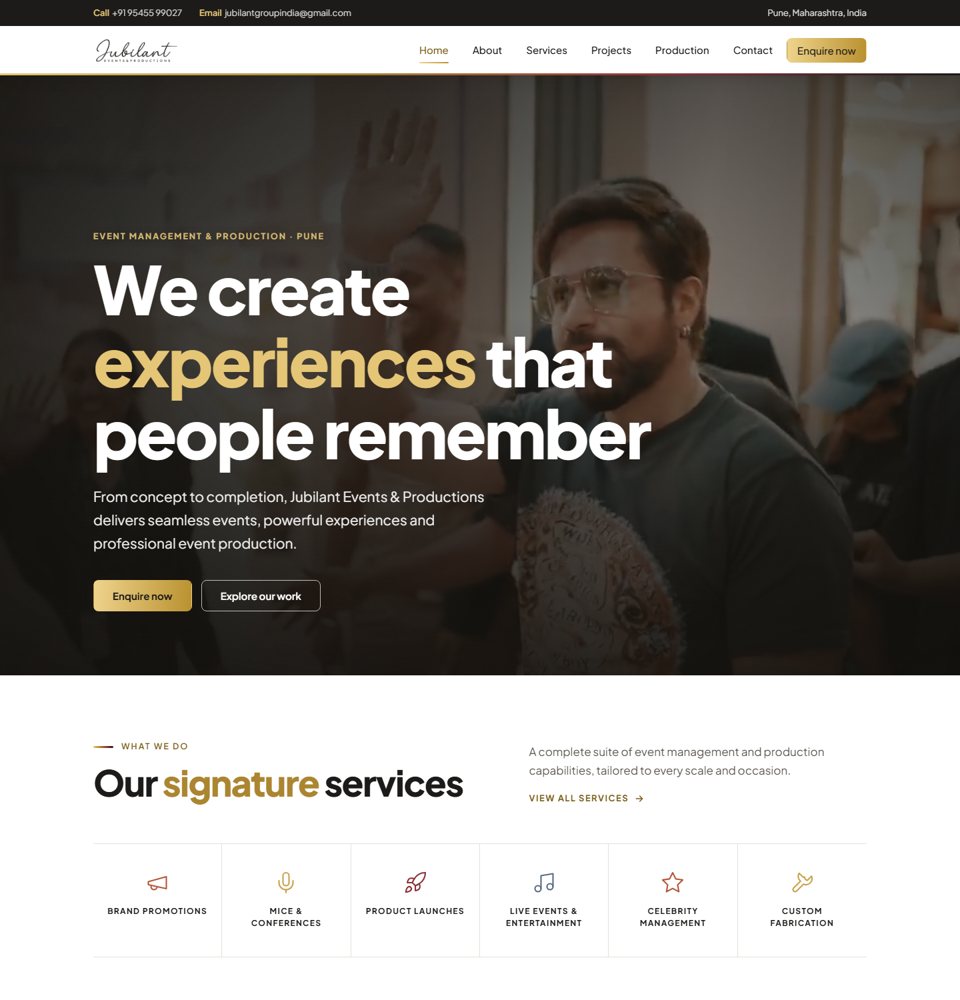 Call +91 95455 99027 Email jubilantgroupindia@gmail.com Pune, Maharashtra, India
Jubilant
EVENTS & PRODUCTIONS
Home About Services Projects Production Contact Enquire now
EVENT MANAGEMENT & PRODUCTION · PUNE
We create
experiences that
people remember
From concept to completion, Jubilant Events & Productions
delivers seamless events, powerful experiences and
professional event production.
Enquire now Explore our work
WHAT WE DO
Our signature services
A complete suite of event management and production
capabilities, tailored to every scale and occasion.
VIEW ALL SERVICES →
BRAND PROMOTIONS
MICE &
CONFERENCES
PRODUCT LAUNCHES
LIVE EVENTS &
ENTERTAINMENT
CELEBRITY
MANAGEMENT
CUSTOM
FABRICATION